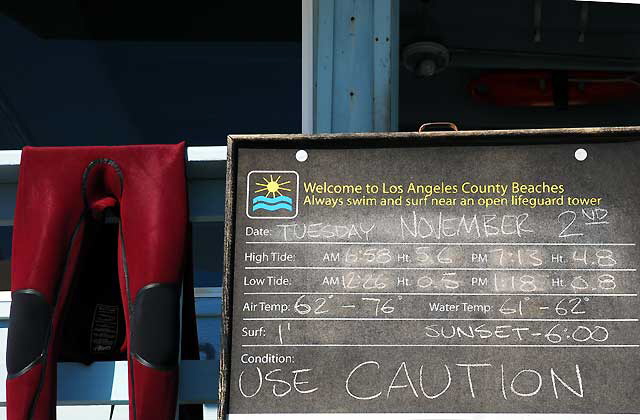 Welcome to Los Angeles County Beaches
Always swim and surf near an open lifeguard tower
Date: TUESDAY NOVEMBER 2ND
High Tide: AM 6:58 Ht. 5.6 PM 7:15 Ht. 4.8
Low Tide: AM 12:26 Ht. 0.5 PM 1:18 Ht. 0.8
Air Temp: 62° - 76° Water Temp: 61° - 62°
Surf: 1' SUNSET - 6:00
Condition:
USE CAUTION